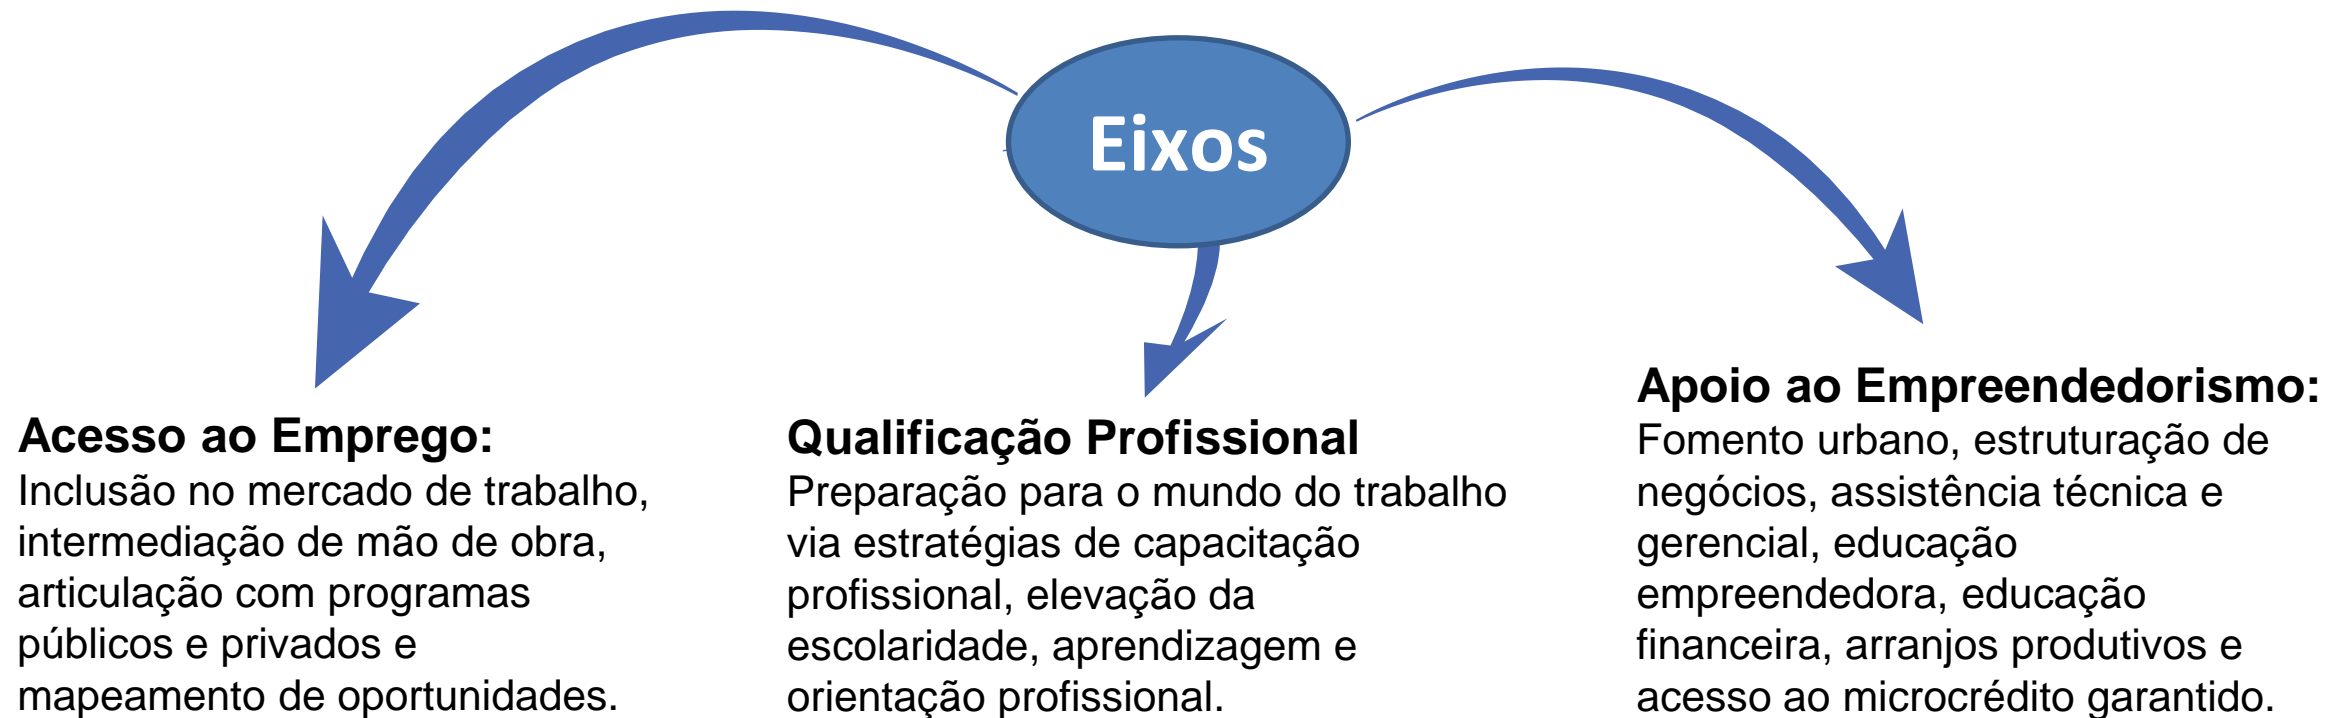 Eixos
Acesso ao Emprego:
Inclusão no mercado de trabalho,
intermediação de mão de obra,
articulação com programas
públicos e privados e
mapeamento de oportunidades.
Qualificação Profissional
Preparação para o mundo do trabalho
via estratégias de capacitação
profissional, elevação da
escolaridade, aprendizagem e
orientação profissional.
Apoio ao Empreendedorismo:
Fomento urbano, estruturação de
negócios, assistência técnica e
gerencial, educação
empreendedora, educação
financeira, arranjos produtivos e
acesso ao microcrédito garantido.